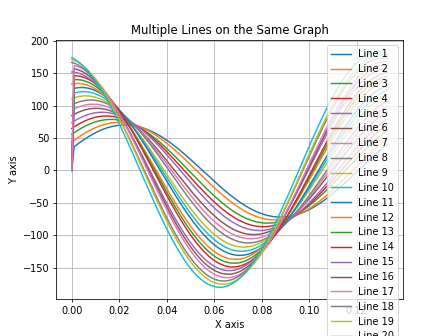 Multiple Lines on the Same Graph
200
150
100
50
0
−50
−100
−150
Y axis
0.00
0.02
0.04
0.06
0.08
0.10
X axis
Line 1
Line 2
Line 3
Line 4
Line 5
Line 6
Line 7
Line 8
Line 9
Line 10
Line 11
Line 12
Line 13
Line 14
Line 15
Line 16
Line 17
Line 18
Line 19
Line 20